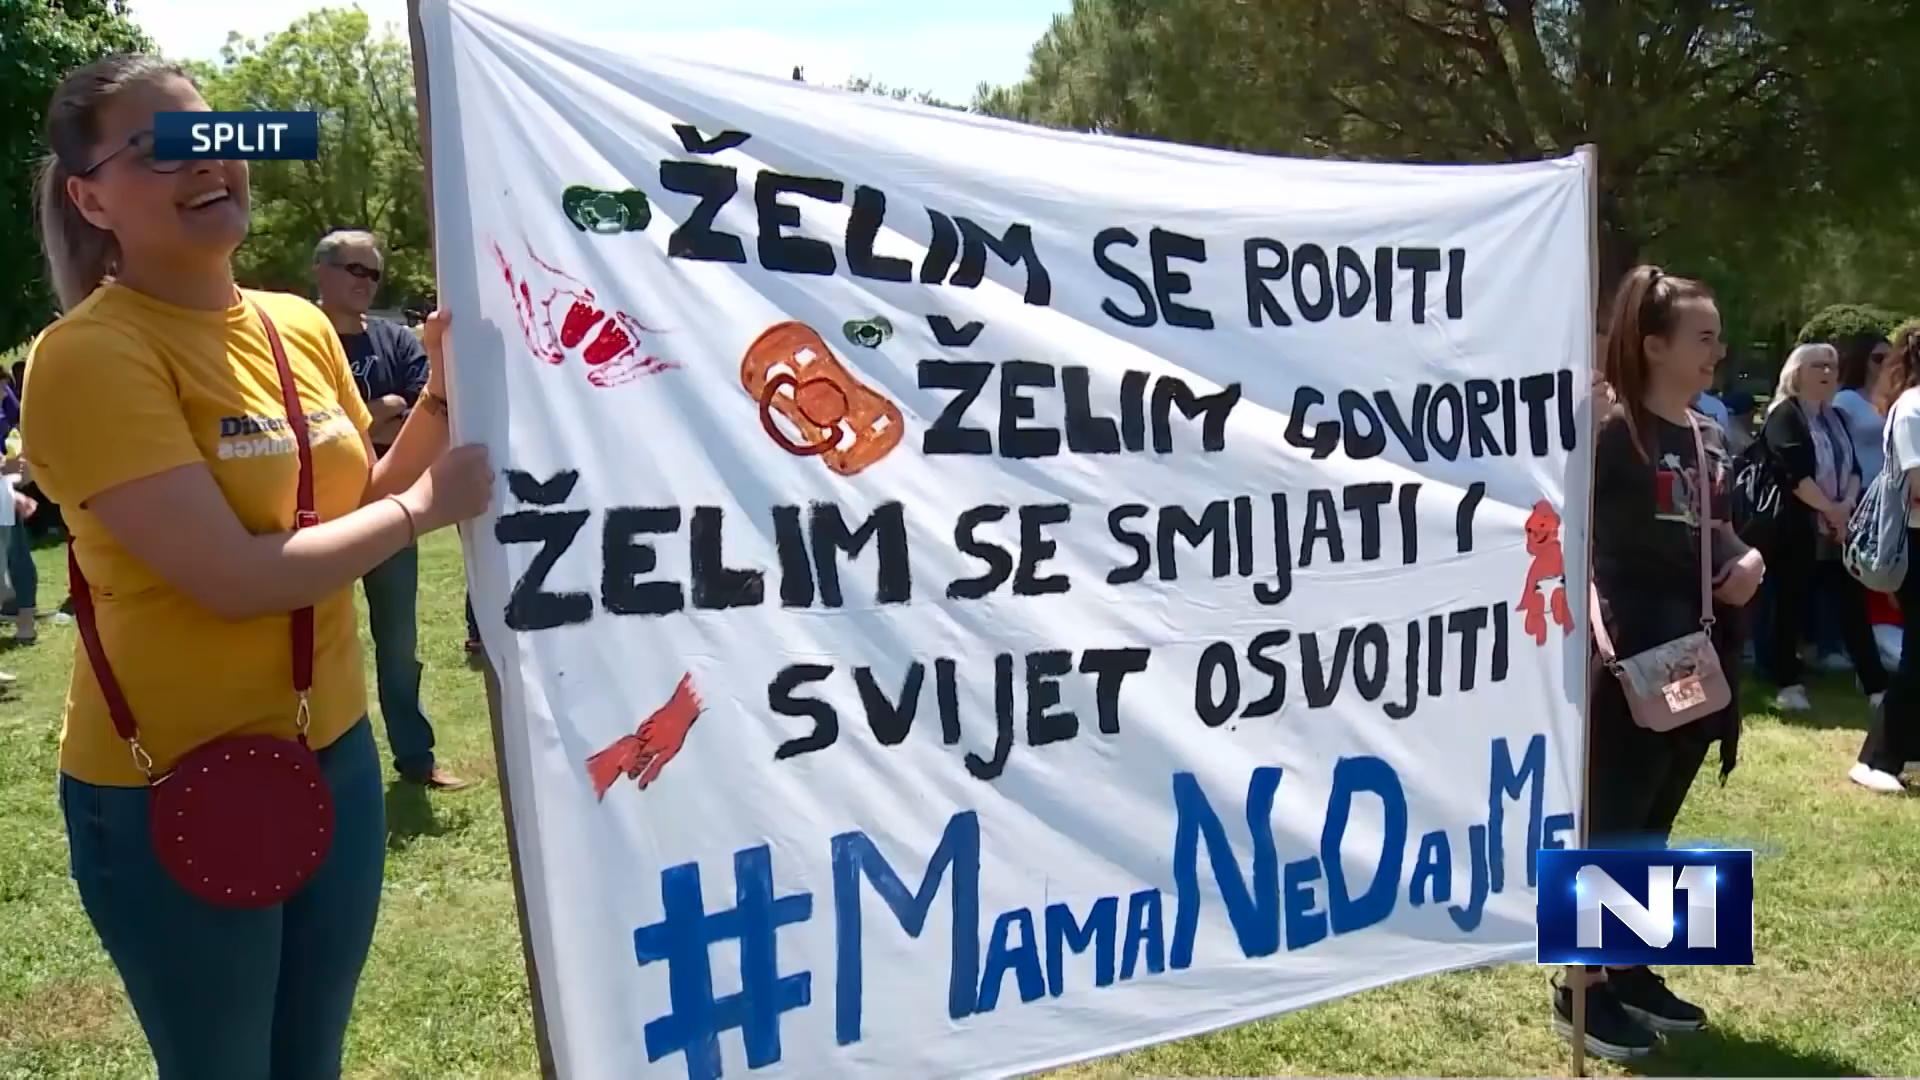 SPLIT
ŽELIM SE RODITI
ŽELIM GOVORITI
ŽELIM SE SMIJATI I
SVIJET OSVOJITI
#MAMANEDAJME
N1